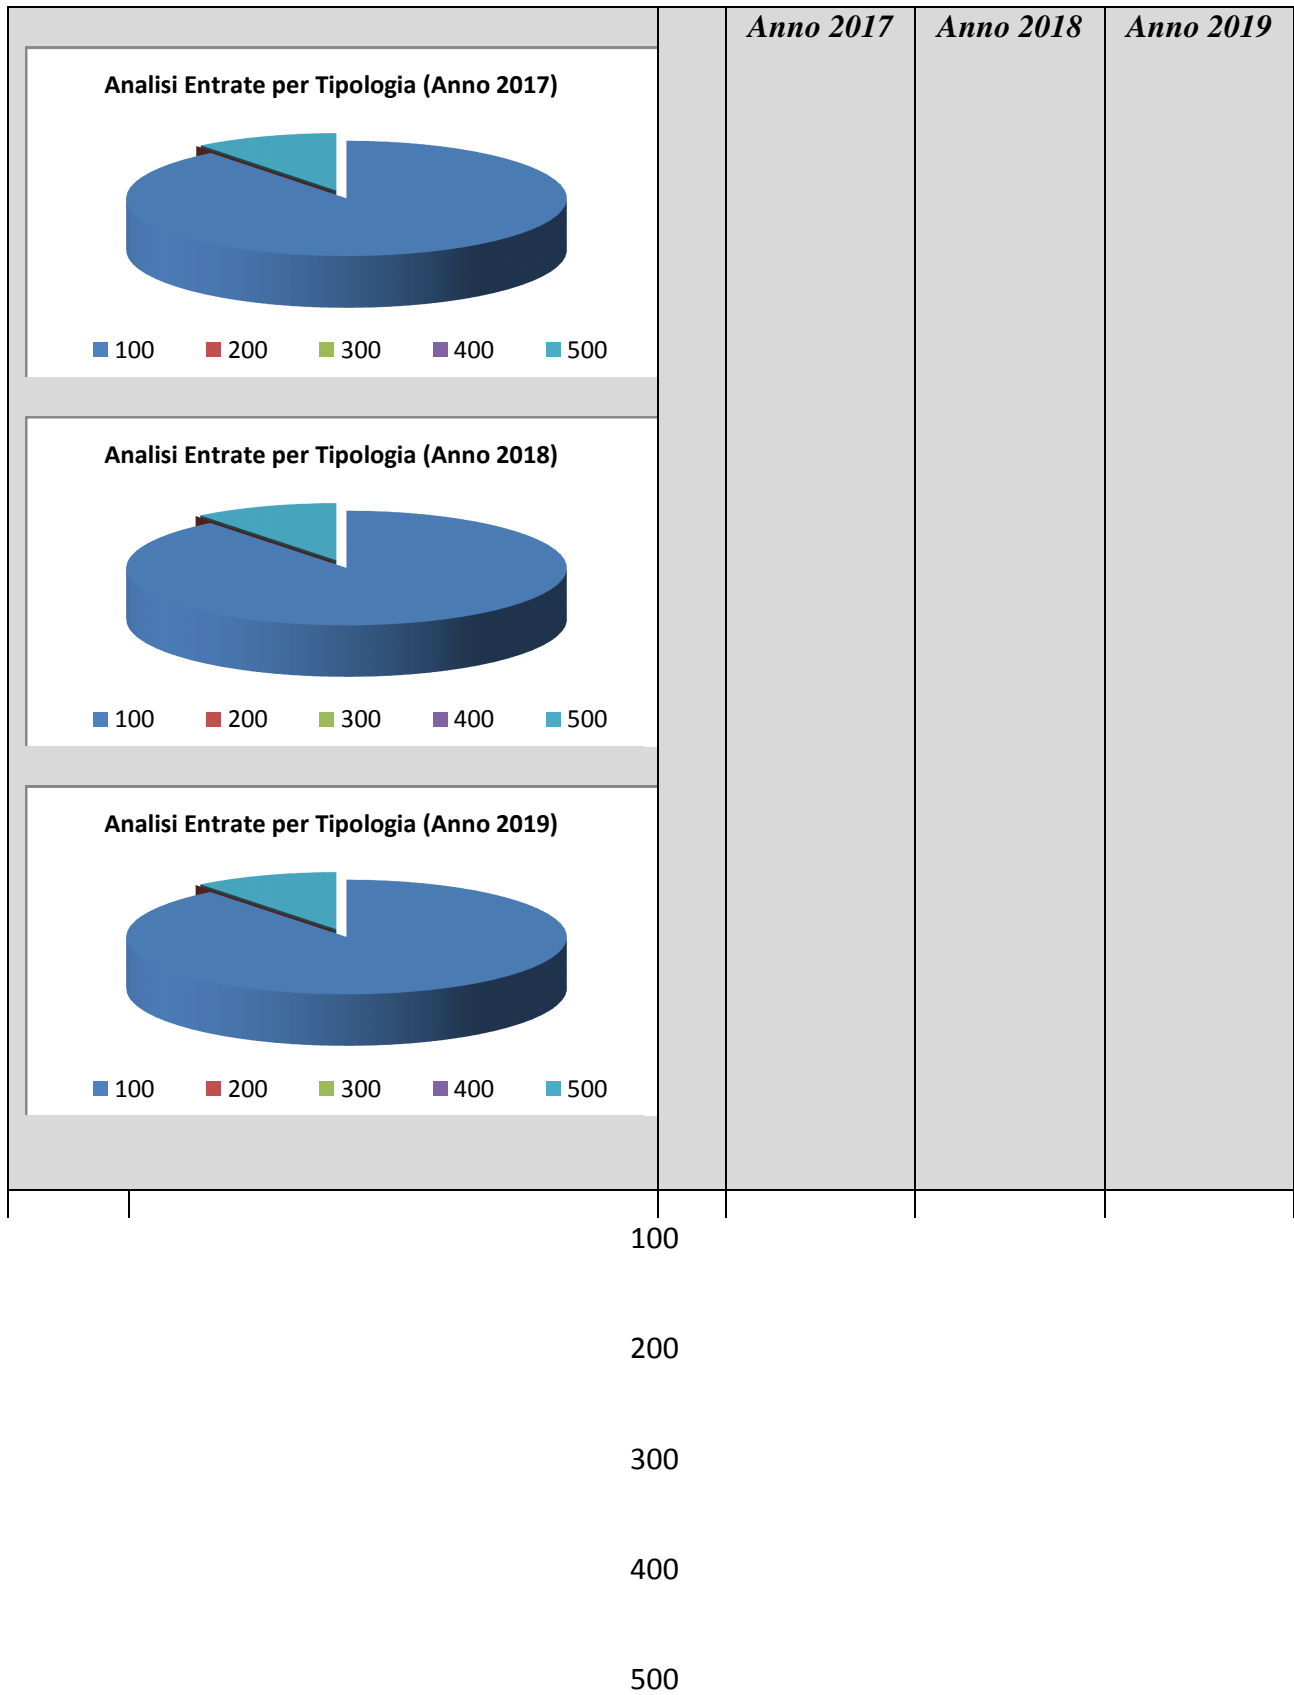 Anno 2017 Anno 2018 Anno 2019
Analisi Entrate per Tipologia (Anno 2017)
100 200 300 400 500
Analisi Entrate per Tipologia (Anno 2018)
100 200 300 400 500
Analisi Entrate per Tipologia (Anno 2019)
100 200 300 400 500
100
200
300
400
500